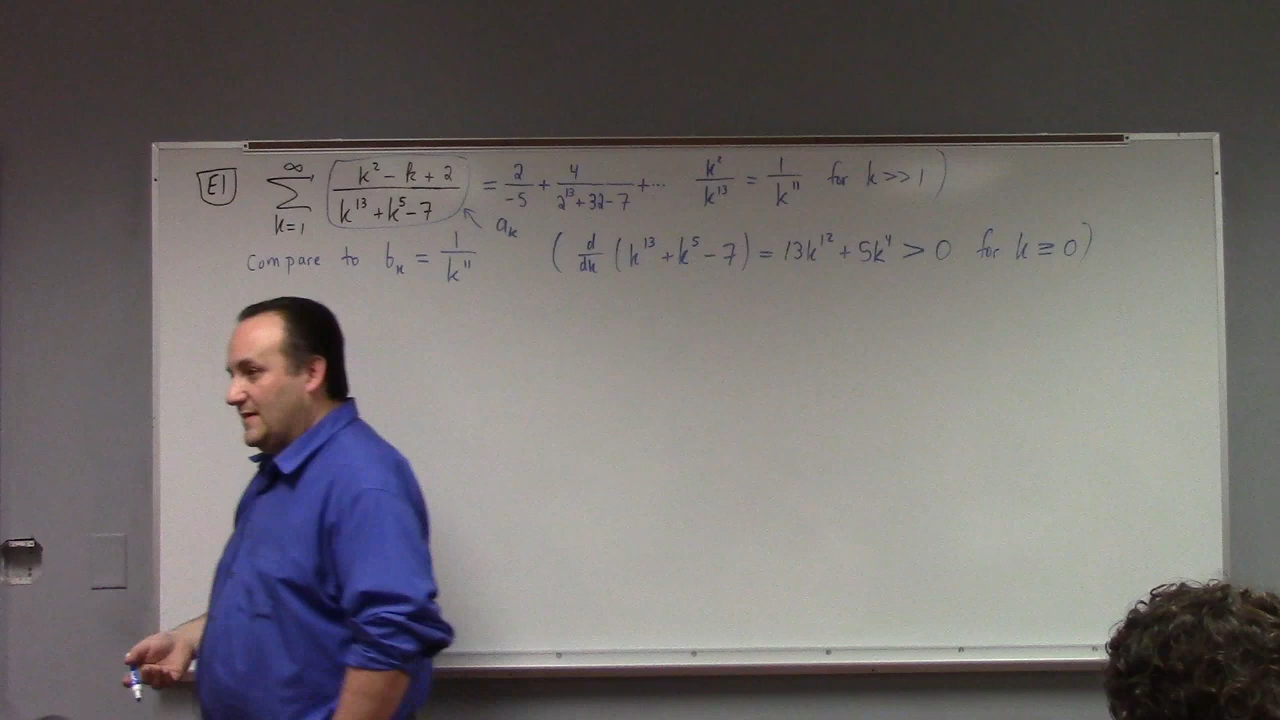 E1 ∑_{k=1}^{∞} (k² - k + 2)/(k¹³ + k⁵ - 7) = 2/-5 + 4/(2¹³ + 32 - 7) + ··· k²/k¹³ = 1/k¹¹ for k >> 1 )
a_k
Compare to b_k = 1/k¹¹ ( d/dk (k¹³ + k⁵ - 7) = 13k¹² + 5k⁴ > 0 for k ≥ 0 )